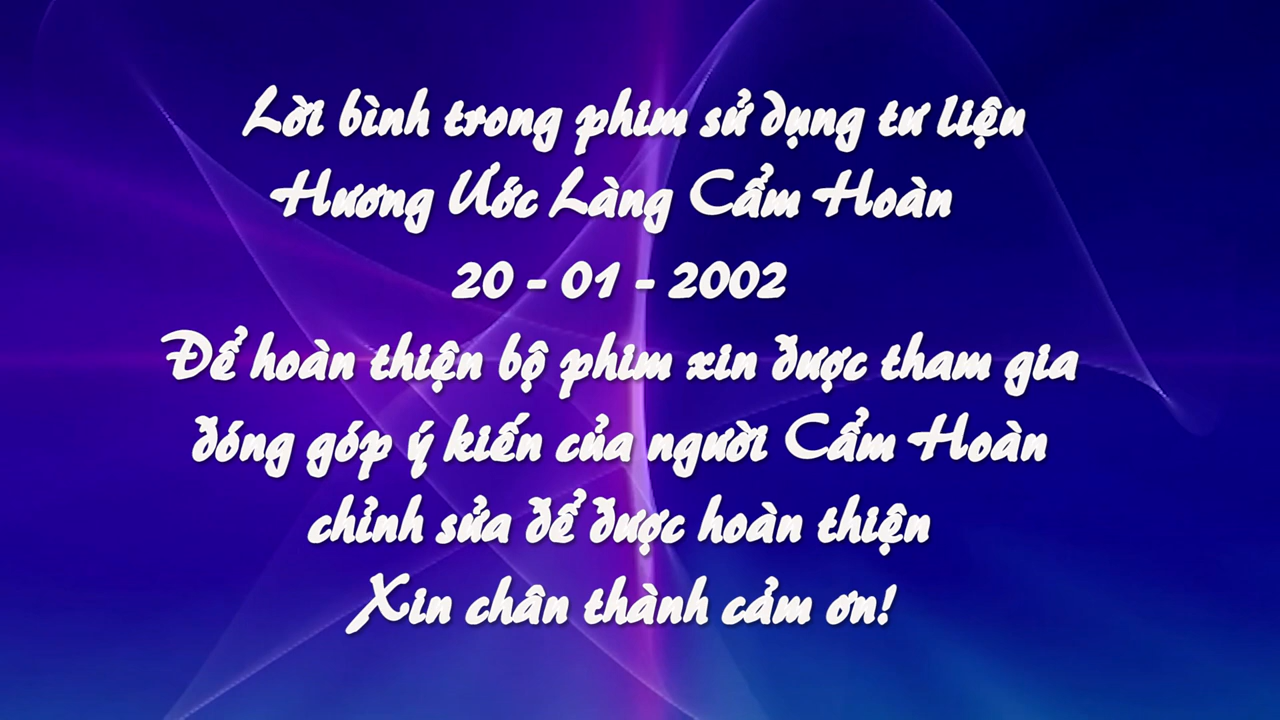 Lời bình trong phim sử dụng tư liệu
Hương Ước Làng Cẩm Hoàn
20 - 01 - 2002
Để hoàn thiện bộ phim xin được tham gia
đóng góp ý kiến của người Cẩm Hoàn
chỉnh sửa để được hoàn thiện
Xin chân thành cảm ơn!